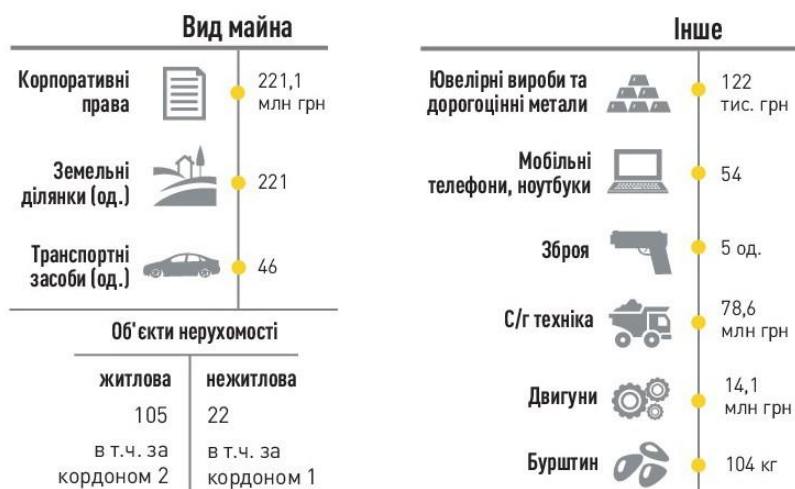 Вид майна
Корпоративні
права
221,1
млн грн
Земельні
ділянки (од.)
221
Транспортні
засоби (од.)
46
Об'єкти нерухомості
житлова
105
в т.ч. за
кордоном 2
нежитлова
22
в т.ч. за
кордоном 1
Інше
Ювелірні вироби та
дорогоцінні метали
122
тис. грн
Мобільні
телефони, ноутбуки
54
Зброя
5 од.
С/г техніка
78,6
млн грн
Двигуни
14,1
млн грн
Бурштин
104 кг